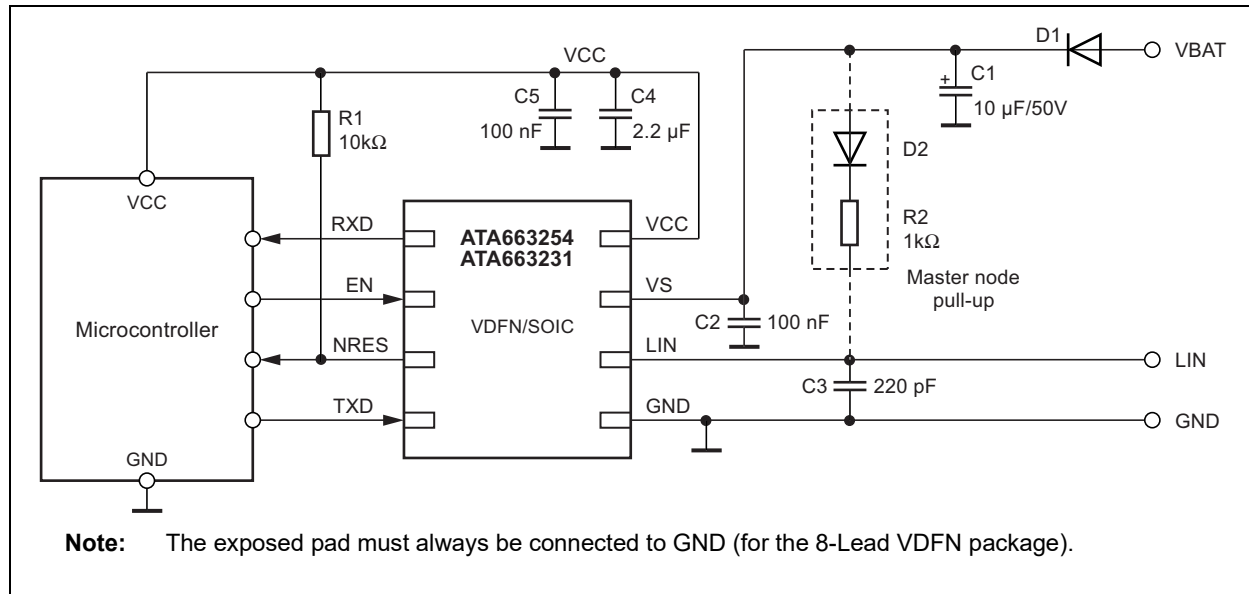 D1
VBAT
VCC
C1
+
10 µF/50V
C5
100 nF
C4
2.2 µF
R1
10kΩ
D2
R2
1kΩ
Master node
pull-up
VCC
RXD
EN
NRES
TXD
GND
Microcontroller
ATA663254
ATA663231
VDFN/SOIC
VCC
VS
LIN
GND
C2
100 nF
C3
220 pF
LIN
GND
Note: The exposed pad must always be connected to GND (for the 8-Lead VDFN package).